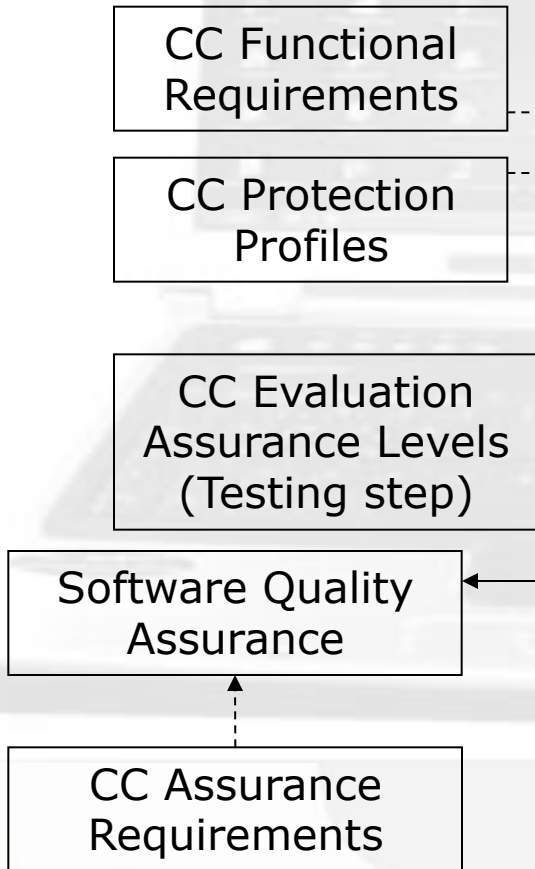 CC Functional
Requirements
CC Protection
Profiles
CC Evaluation
Assurance Levels
(Testing step)
Software Quality
Assurance
CC Assurance
Requirements